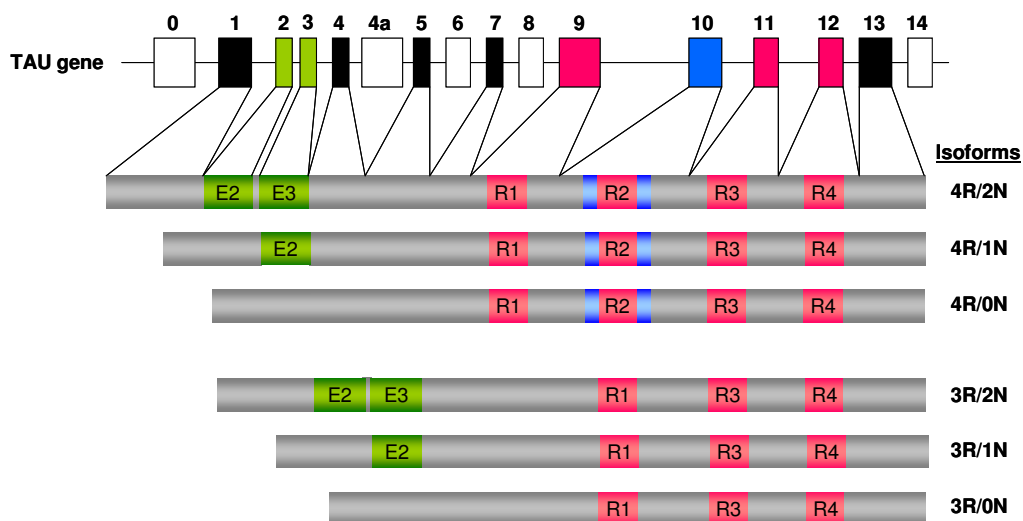 0 1 2 3 4 4a 5 6 7 8 9 10 11 12 13 14
TAU gene
Isoforms
E2 E3 R1 R2 R3 R4 4R/2N
E2 R1 R2 R3 R4 4R/1N
R1 R2 R3 R4 4R/0N
E2 E3 R1 R3 R4 3R/2N
E2 R1 R3 R4 3R/1N
R1 R3 R4 3R/0N